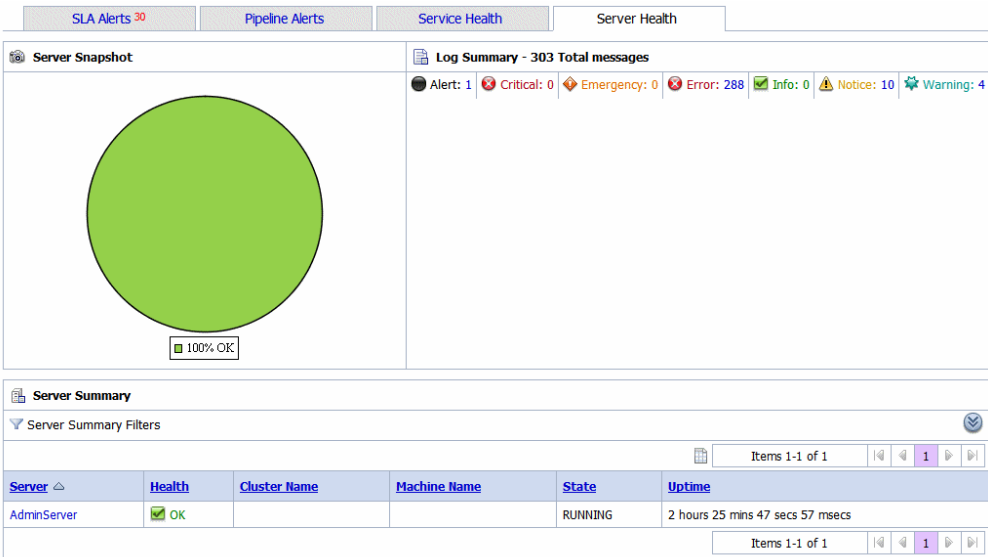 SLA Alerts 30 Pipeline Alerts Service Health Server Health
Server Snapshot
Log Summary - 303 Total messages
Alert: 1 Critical: 0 Emergency: 0 Error: 288 Info: 0 Notice: 10 Warning: 4
100% OK
Server Summary
Server Summary Filters
Items 1-1 of 1 1
Server Health Cluster Name Machine Name State Uptime
AdminServer OK RUNNING 2 hours 25 mins 47 secs 57 msecs
Items 1-1 of 1 1